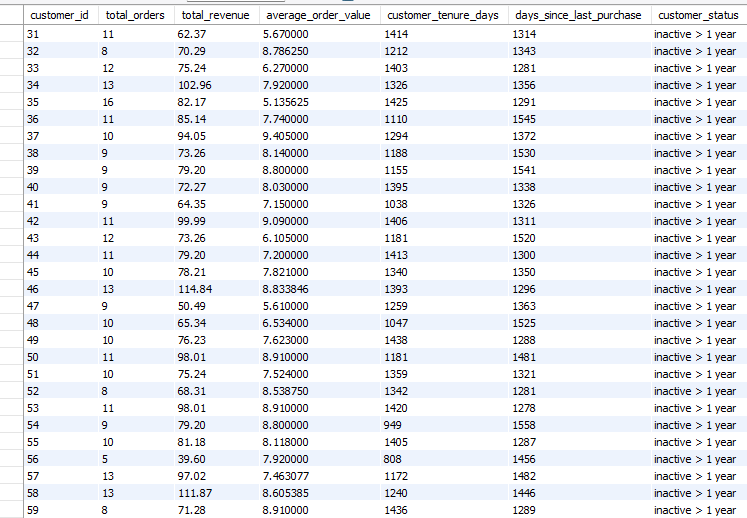 customer_id total_orders total_revenue average_order_value customer_tenure_days days_since_last_purchase customer_status
31 11 62.37 5.670000 1414 1314 inactive > 1 year
32 8 70.29 8.786250 1212 1343 inactive > 1 year
33 12 75.24 6.270000 1403 1281 inactive > 1 year
34 13 102.96 7.920000 1326 1356 inactive > 1 year
35 16 82.17 5.135625 1425 1291 inactive > 1 year
36 11 85.14 7.740000 1110 1545 inactive > 1 year
37 10 94.05 9.405000 1294 1372 inactive > 1 year
38 9 73.26 8.140000 1188 1530 inactive > 1 year
39 9 79.20 8.800000 1155 1541 inactive > 1 year
40 9 72.27 8.030000 1395 1338 inactive > 1 year
41 9 64.35 7.150000 1038 1326 inactive > 1 year
42 11 99.99 9.090000 1406 1311 inactive > 1 year
43 12 73.26 6.105000 1181 1520 inactive > 1 year
44 11 79.20 7.200000 1413 1300 inactive > 1 year
45 10 78.21 7.821000 1340 1350 inactive > 1 year
46 13 114.84 8.833846 1393 1296 inactive > 1 year
47 9 50.49 5.610000 1259 1363 inactive > 1 year
48 10 65.34 6.534000 1047 1525 inactive > 1 year
49 10 76.23 7.623000 1438 1288 inactive > 1 year
50 11 98.01 8.910000 1181 1481 inactive > 1 year
51 10 75.24 7.524000 1359 1321 inactive > 1 year
52 8 68.31 8.538750 1342 1281 inactive > 1 year
53 11 98.01 8.910000 1420 1278 inactive > 1 year
54 9 79.20 8.800000 949 1558 inactive > 1 year
55 10 81.18 8.118000 1405 1287 inactive > 1 year
56 5 39.60 7.920000 808 1456 inactive > 1 year
57 13 97.02 7.463077 1172 1482 inactive > 1 year
58 13 111.87 8.605385 1240 1446 inactive > 1 year
59 8 71.28 8.910000 1436 1289 inactive > 1 year